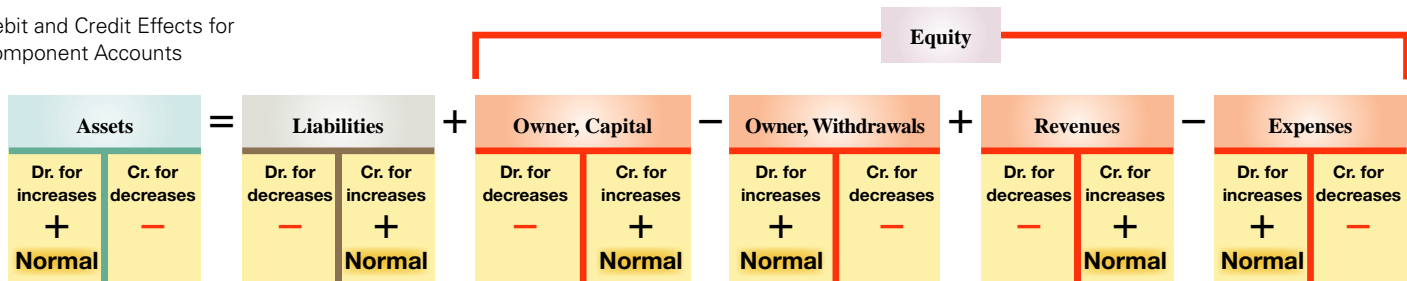 ebit and Credit Effects for
omponent Accounts
Equity
Assets = Liabilities + Owner, Capital − Owner, Withdrawals + Revenues − Expenses
Dr. for Cr. for Dr. for Cr. for Dr. for Cr. for Dr. for Cr. for Dr. for Cr. for Dr. for Cr. for
increases decreases decreases increases decreases increases increases decreases decreases increases increases decreases
+ − − + − + + − − + + −
Normal Normal Normal Normal Normal Normal